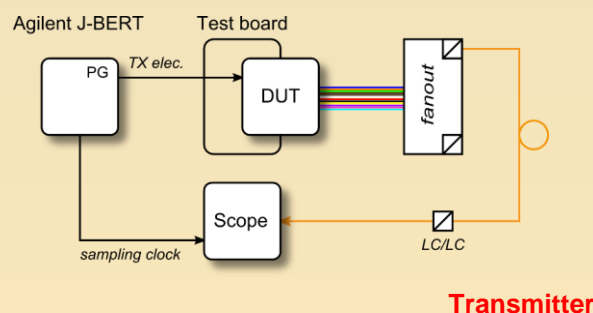 Agilent J-BERT
Test board
PG
TX elec.
DUT
fanout
Scope
sampling clock
LC/LC
Transmitter